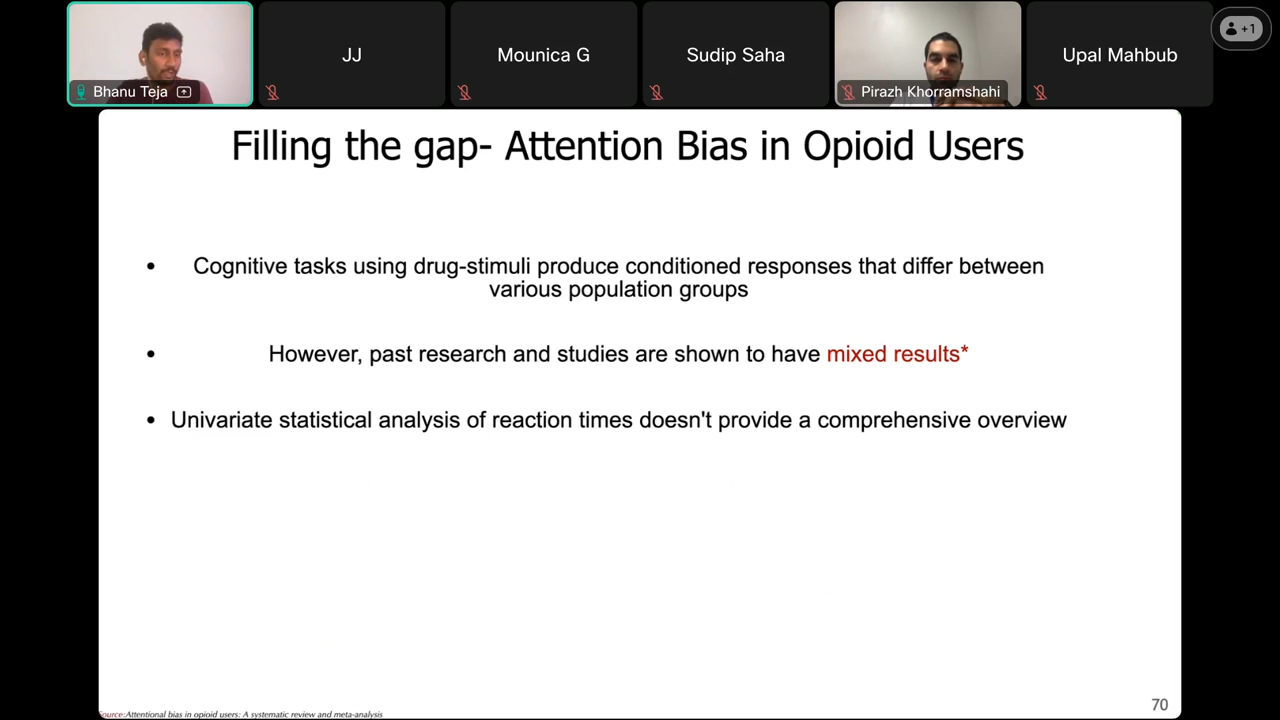 Bhanu Teja
JJ
Mounica G
Sudip Saha
Pirazh Khorramshahi
Upal Mahbub
+1
Filling the gap- Attention Bias in Opioid Users
• Cognitive tasks using drug-stimuli produce conditioned responses that differ between
various population groups
• However, past research and studies are shown to have mixed results*
• Univariate statistical analysis of reaction times doesn't provide a comprehensive overview
Source:Attentional bias in opioid users: A systematic review and meta-analysis
70